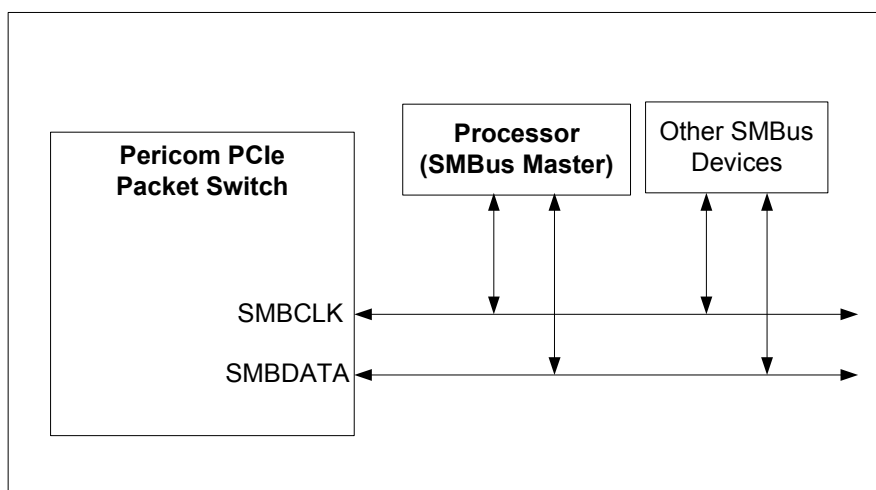 Pericom PCIe
Packet Switch
Processor
(SMBus Master)
Other SMBus
Devices
SMBCLK
SMBDATA